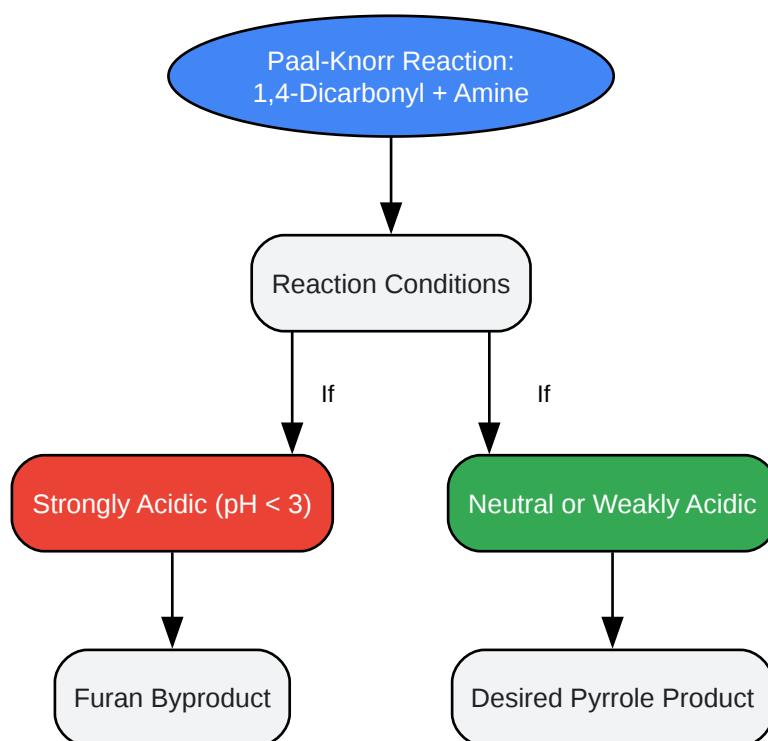 Paal-Knorr Reaction:
1,4-Dicarbonyl + Amine
Reaction Conditions
If
If
Strongly Acidic (pH < 3)
Neutral or Weakly Acidic
Furan Byproduct
Desired Pyrrole Product